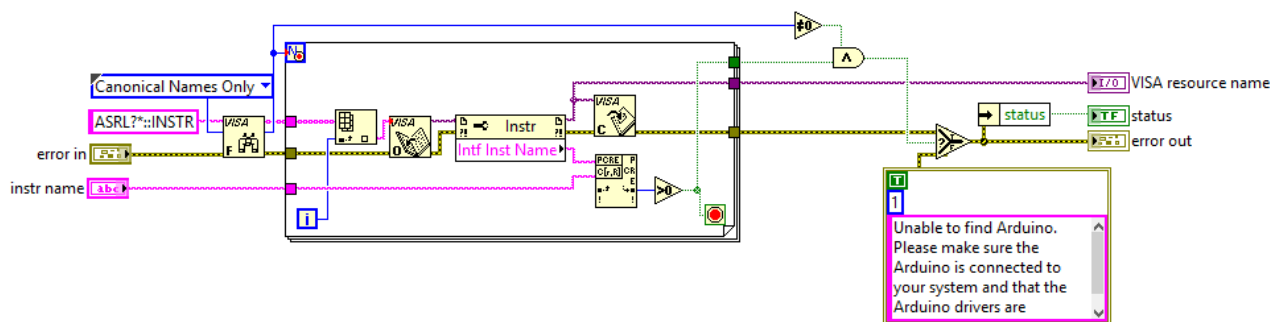 ≠0
N
Canonical Names Only
VISA
ASRL?*::INSTR
F
error in
instr name
abc
i
VISA
O
Instr
?!
?!
Intf Inst Name
VISA
C
PCRE
C[,R]
P
CR
E
>0
∧
I/O
VISA resource name
status
TF
status
error out
?
T
F
T
1
Unable to find Arduino.
Please make sure the
Arduino is connected to
your system and that the
Arduino drivers are